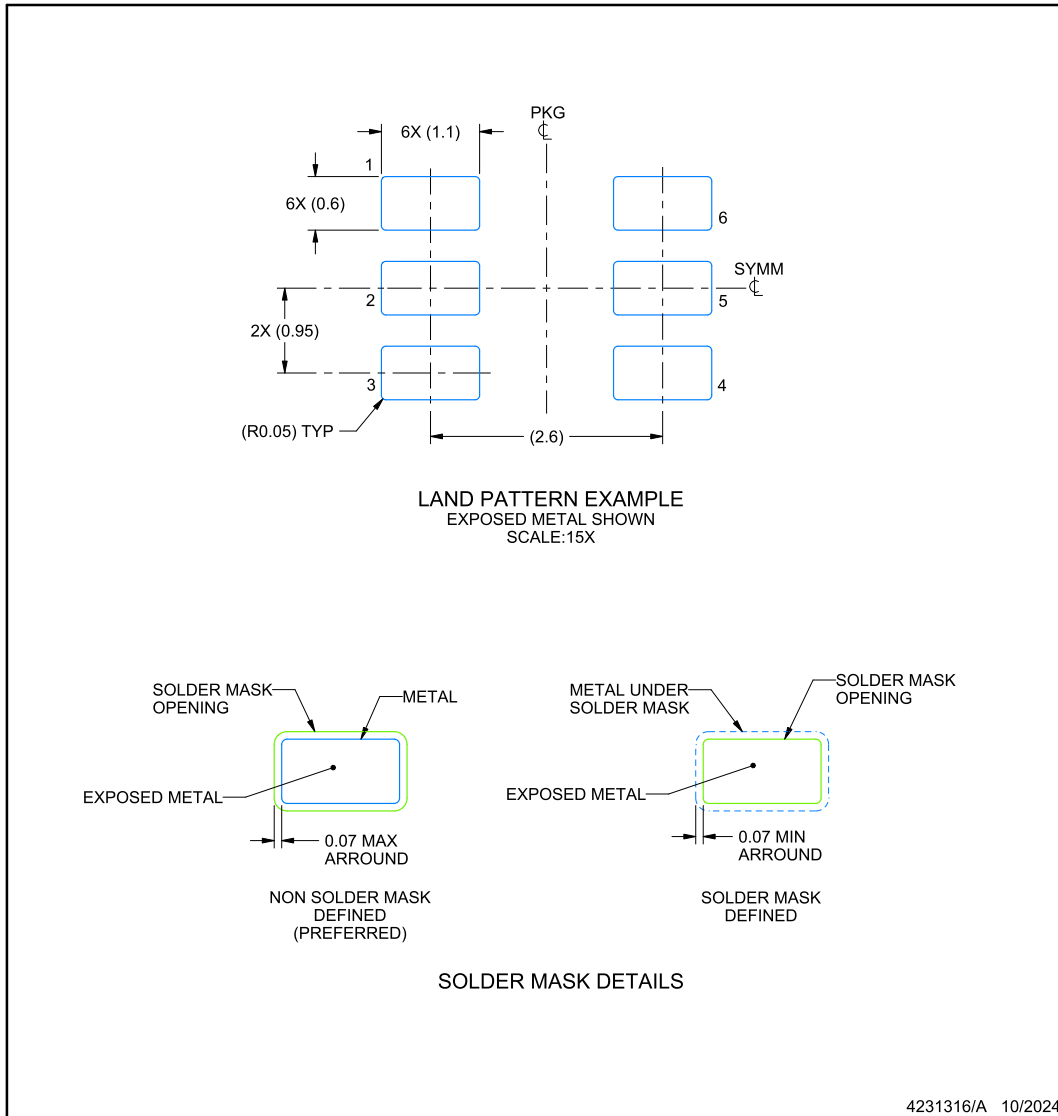 PKG
℄
6X (1.1)
1
6X (0.6)
6
SYMM
℄
2
5
2X (0.95)
3
4
(R0.05) TYP
(2.6)
LAND PATTERN EXAMPLE
EXPOSED METAL SHOWN
SCALE:15X
SOLDER MASK
OPENING
METAL
EXPOSED METAL
0.07 MAX
ARROUND
NON SOLDER MASK
DEFINED
(PREFERRED)
METAL UNDER
SOLDER MASK
SOLDER MASK
OPENING
EXPOSED METAL
0.07 MIN
ARROUND
SOLDER MASK
DEFINED
SOLDER MASK DETAILS
4231316/A 10/2024